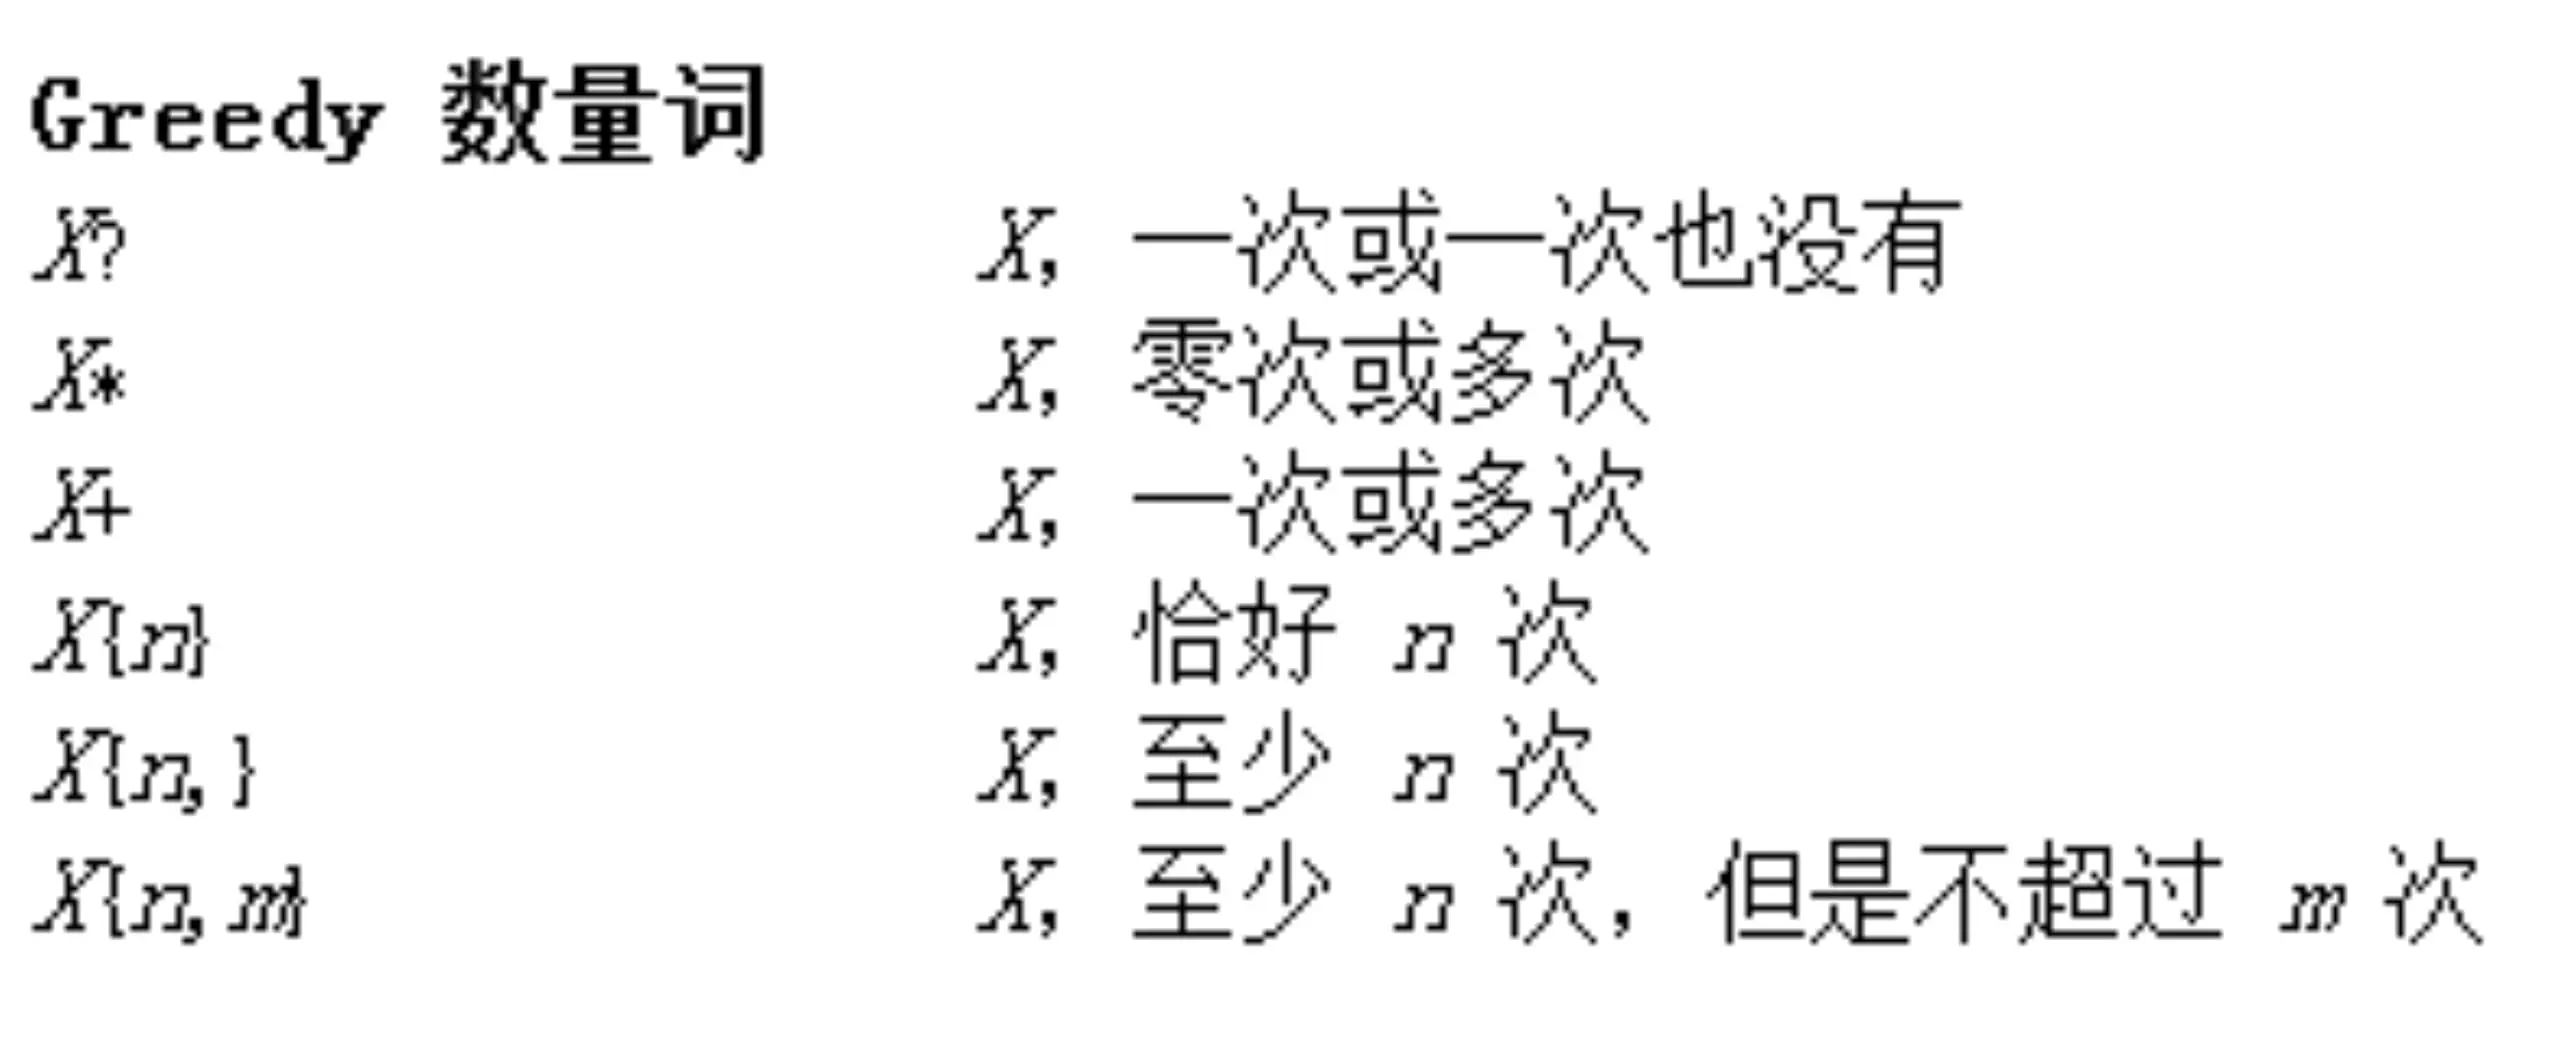 Greedy 数量词
X? X，一次或一次也没有
X* X，零次或多次
X+ X，一次或多次
X{n} X，恰好 n 次
X{n,} X，至少 n 次
X{n,m} X，至少 n 次，但是不超过 m 次